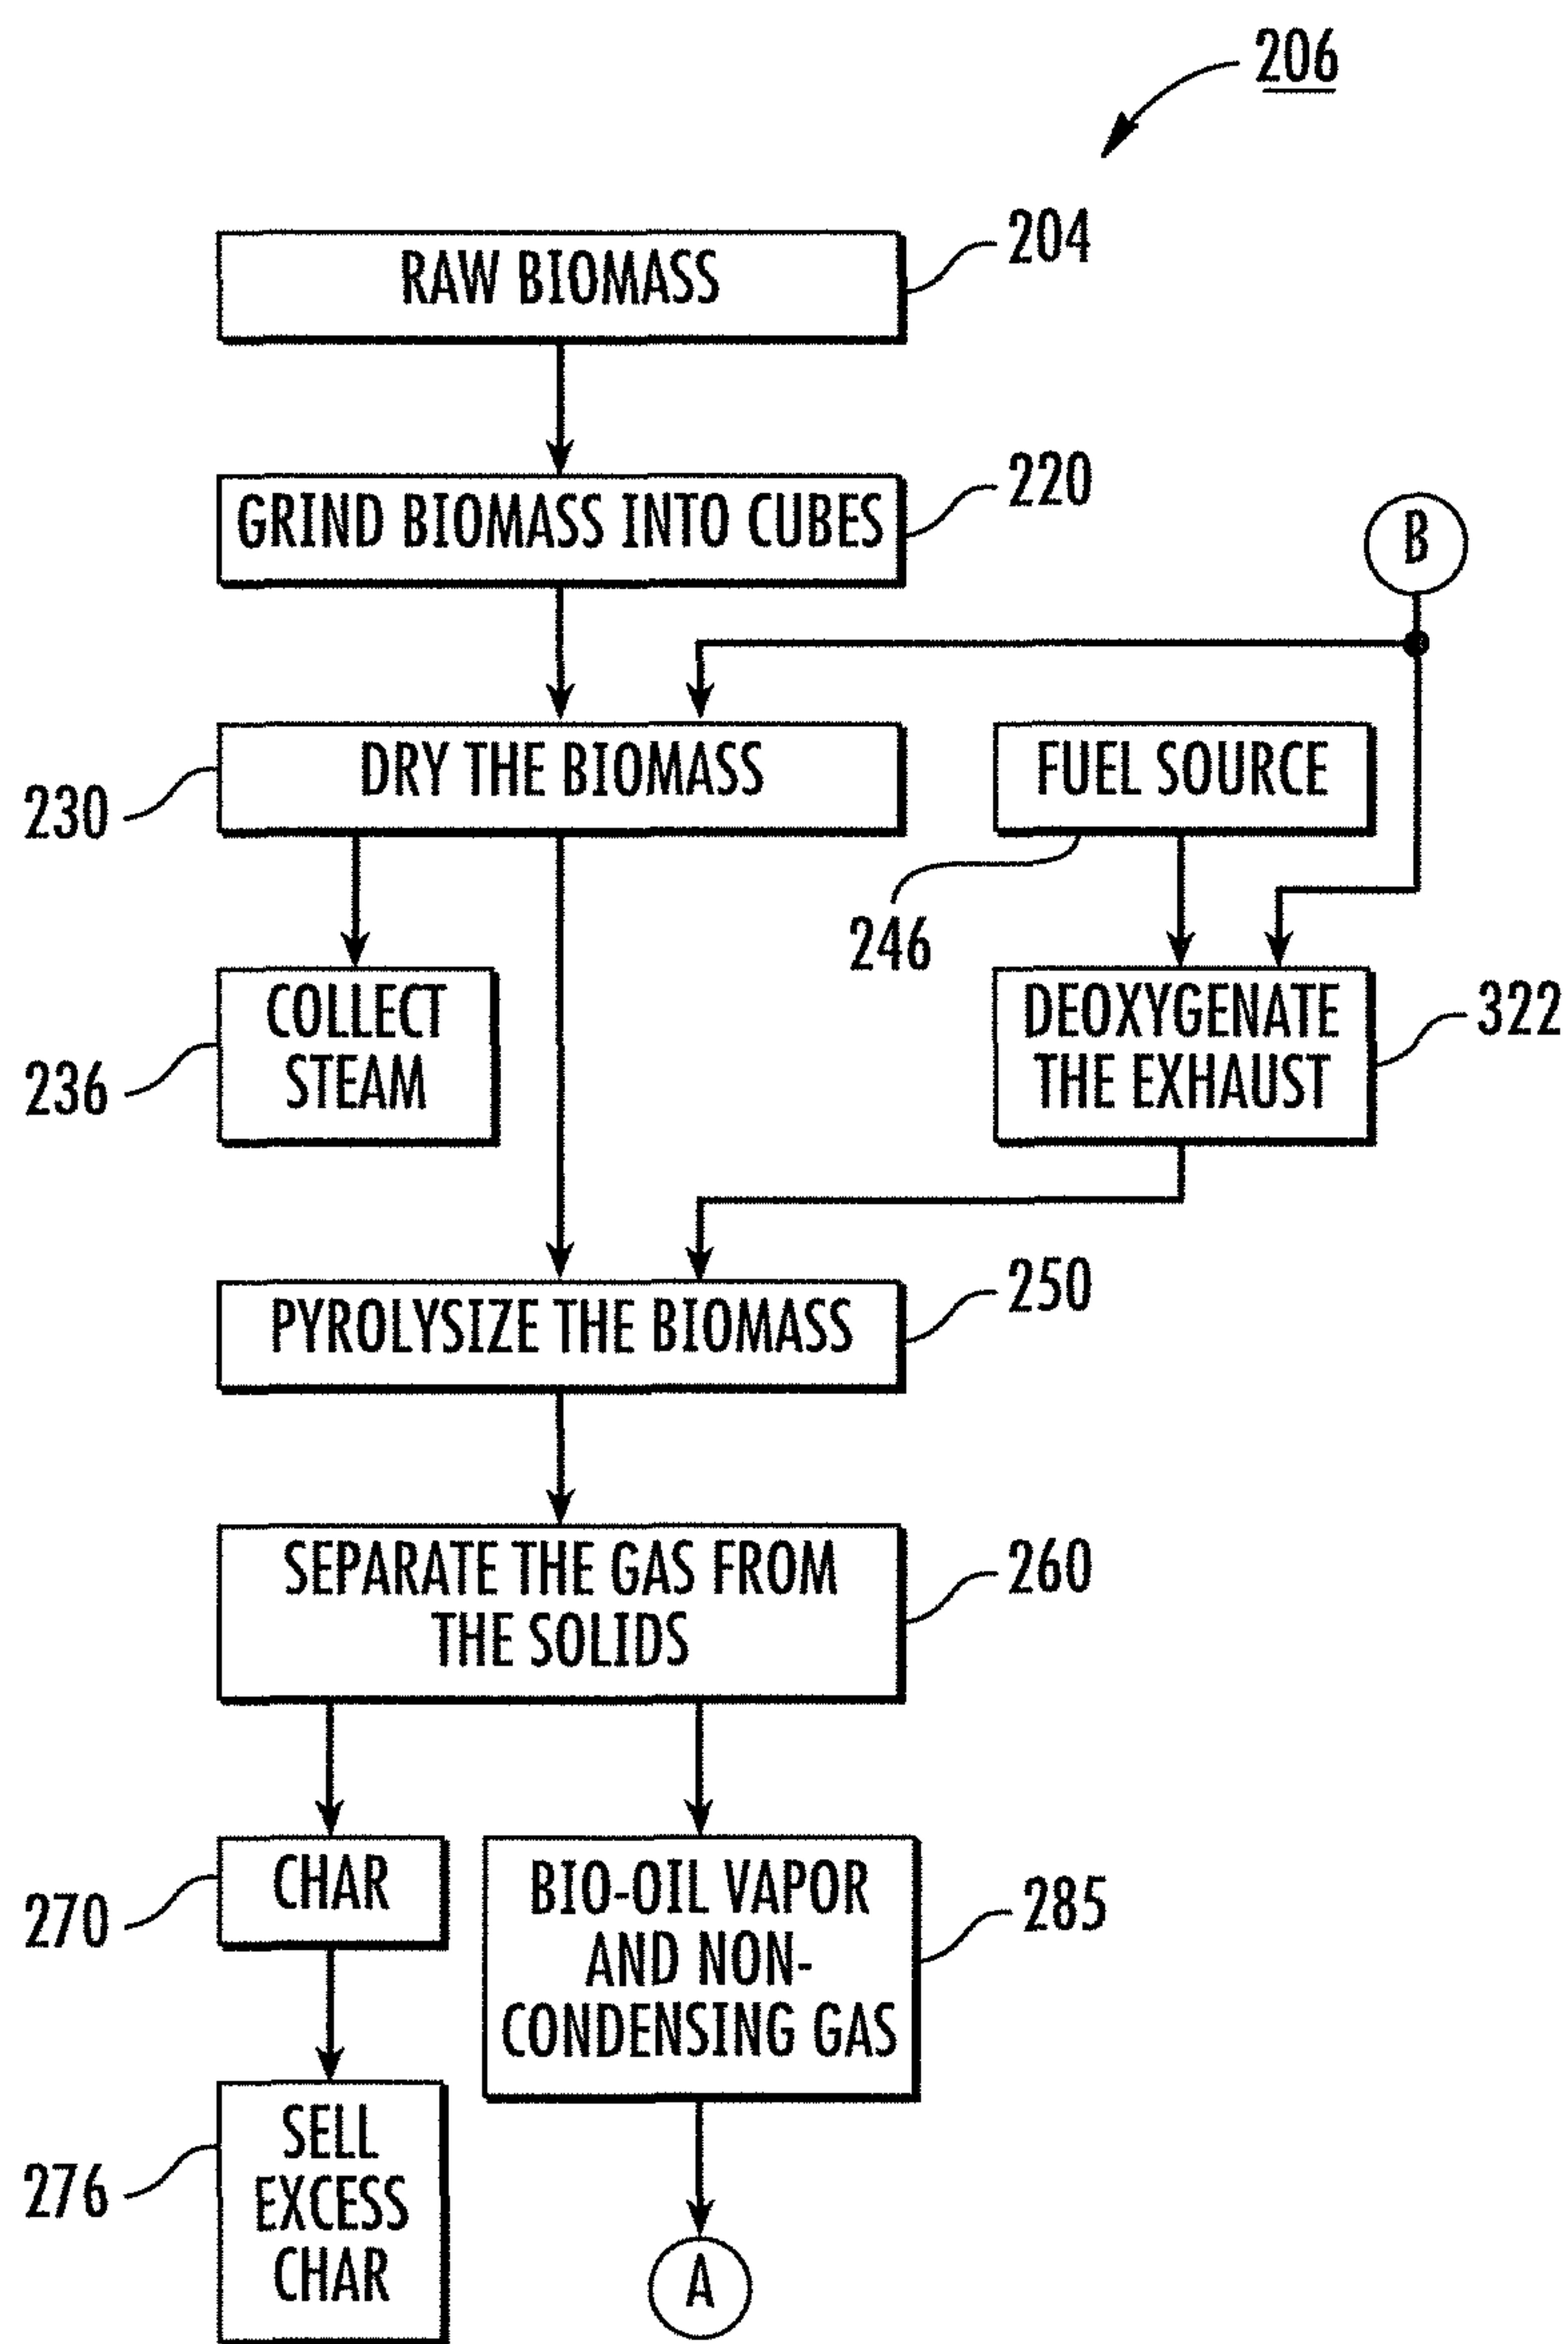 206
RAW BIOMASS
204
GRIND BIOMASS INTO CUBES
220
B
DRY THE BIOMASS
230
FUEL SOURCE
246
COLLECT
STEAM
236
DEOXYGENATE
THE EXHAUST
322
PYROLYSIZE THE BIOMASS
250
SEPARATE THE GAS FROM
THE SOLIDS
260
CHAR
270
BIO-OIL VAPOR
AND NON-
CONDENSING GAS
285
SELL
EXCESS
CHAR
276
A